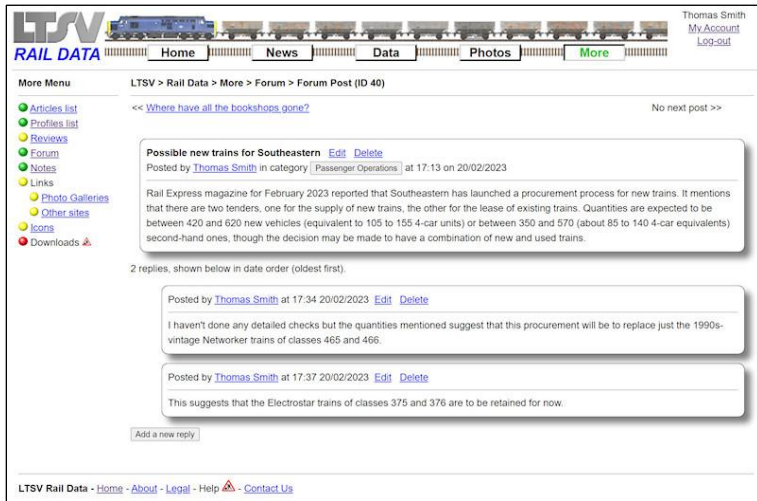 LTSV
RAIL DATA
Home
News
Data
Photos
More
Thomas Smith
My Account
Log-out
More Menu
Articles list
Profiles list
Reviews
Forum
Notes
Links
Photo Galleries
Other sites
Icons
Downloads
LTSV > Rail Data > More > Forum > Forum Post (ID 40)
<< Where have all the bookshops gone?
No next post >>
Possible new trains for Southeastern Edit Delete
Posted by Thomas Smith in category Passenger Operations at 17:13 on 20/02/2023
Rail Express magazine for February 2023 reported that Southeastern has launched a procurement process for new trains. It mentions
that there are two tenders, one for the supply of new trains, the other for the lease of existing trains. Quantities are expected to be
between 420 and 620 new vehicles (equivalent to 105 to 155 4-car units) or between 350 and 570 (about 85 to 140 4-car equivalents)
second-hand ones, though the decision may be made to have a combination of new and used trains.
2 replies, shown below in date order (oldest first).
Posted by Thomas Smith at 17:34 20/02/2023 Edit Delete
I haven't done any detailed checks but the quantities mentioned suggest that this procurement will be to replace just the 1990s-
vintage Networker trains of classes 465 and 466.
Posted by Thomas Smith at 17:37 20/02/2023 Edit Delete
This suggests that the Electrostar trains of classes 375 and 376 are to be retained for now.
Add a new reply
LTSV Rail Data - Home - About - Legal - Help - Contact Us